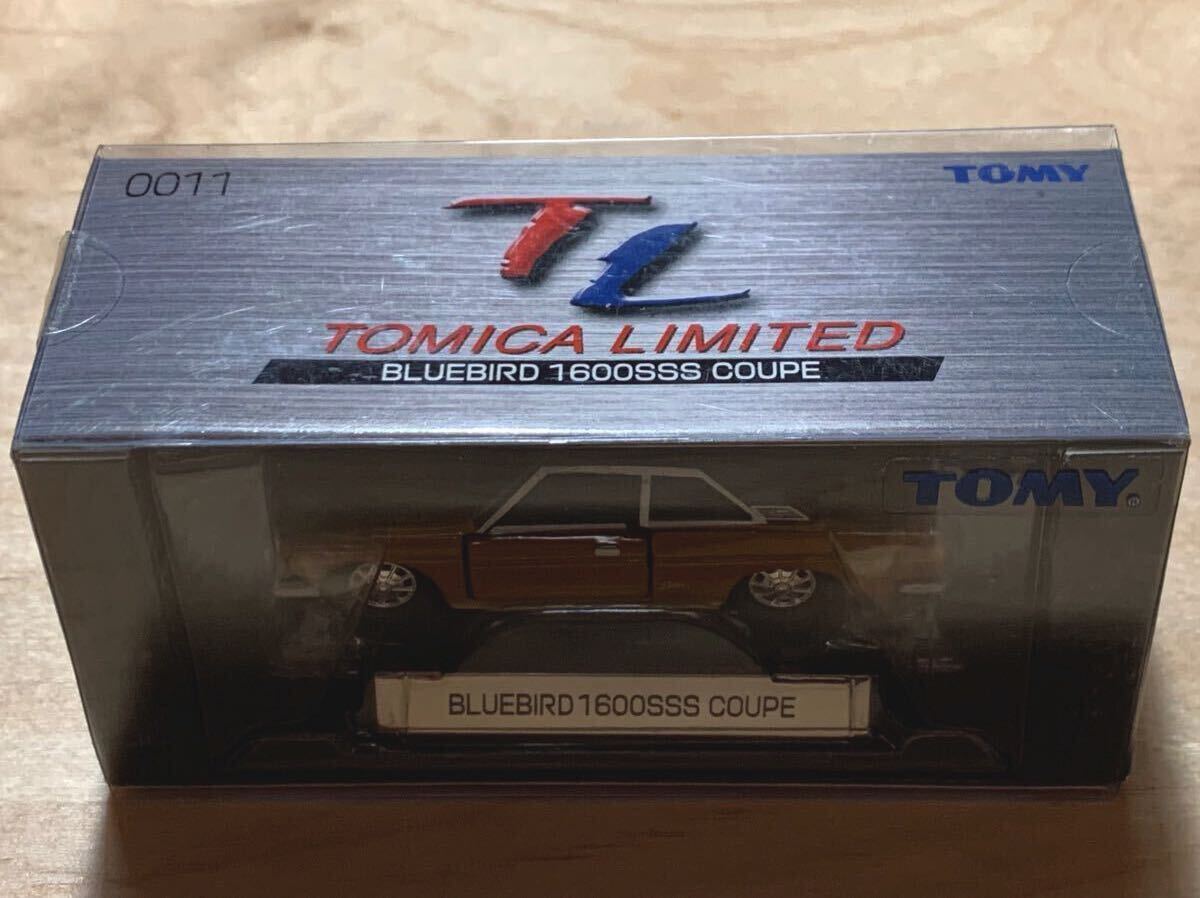 0011
TOMY
TL
TOMICA LIMITED
BLUEBIRD 1600SSS COUPE
TOMY®
BLUEBIRD 1600SSS COUPE